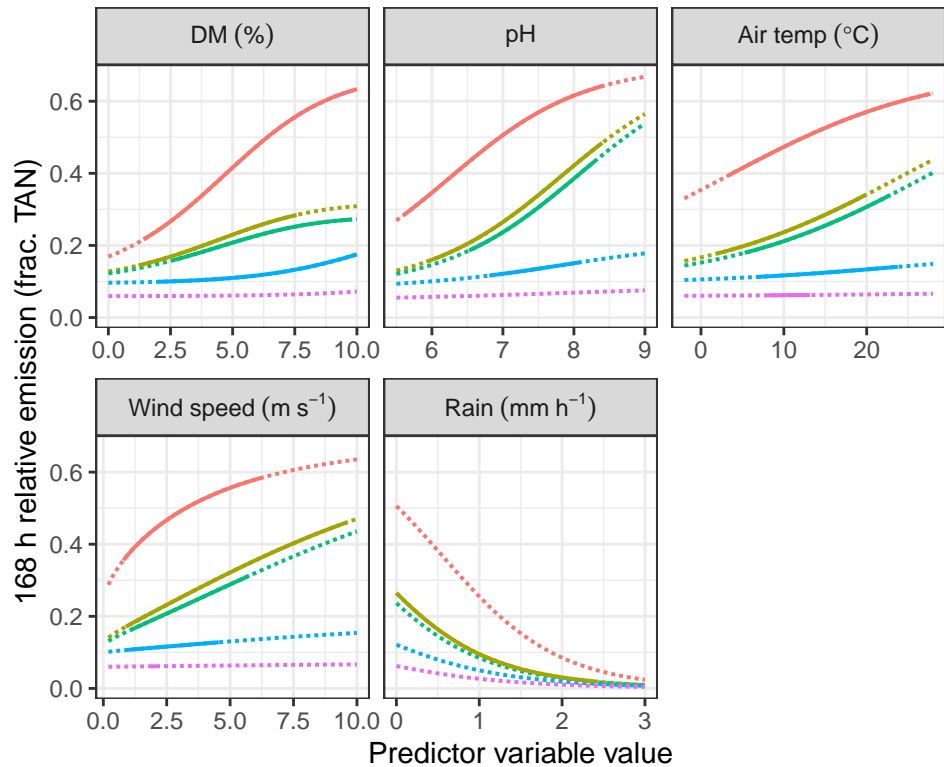 DM (%)
pH
Air temp (°C)
0.6
0.4
0.2
0.0
0.0 2.5 5.0 7.5 10.0
6 7 8 9
0 10 20
Wind speed (m s⁻¹)
Rain (mm h⁻¹)
0.6
0.4
0.2
0.0
0.0 2.5 5.0 7.5 10.0
0 1 2 3
168 h relative emission (frac. TAN)
Predictor variable value